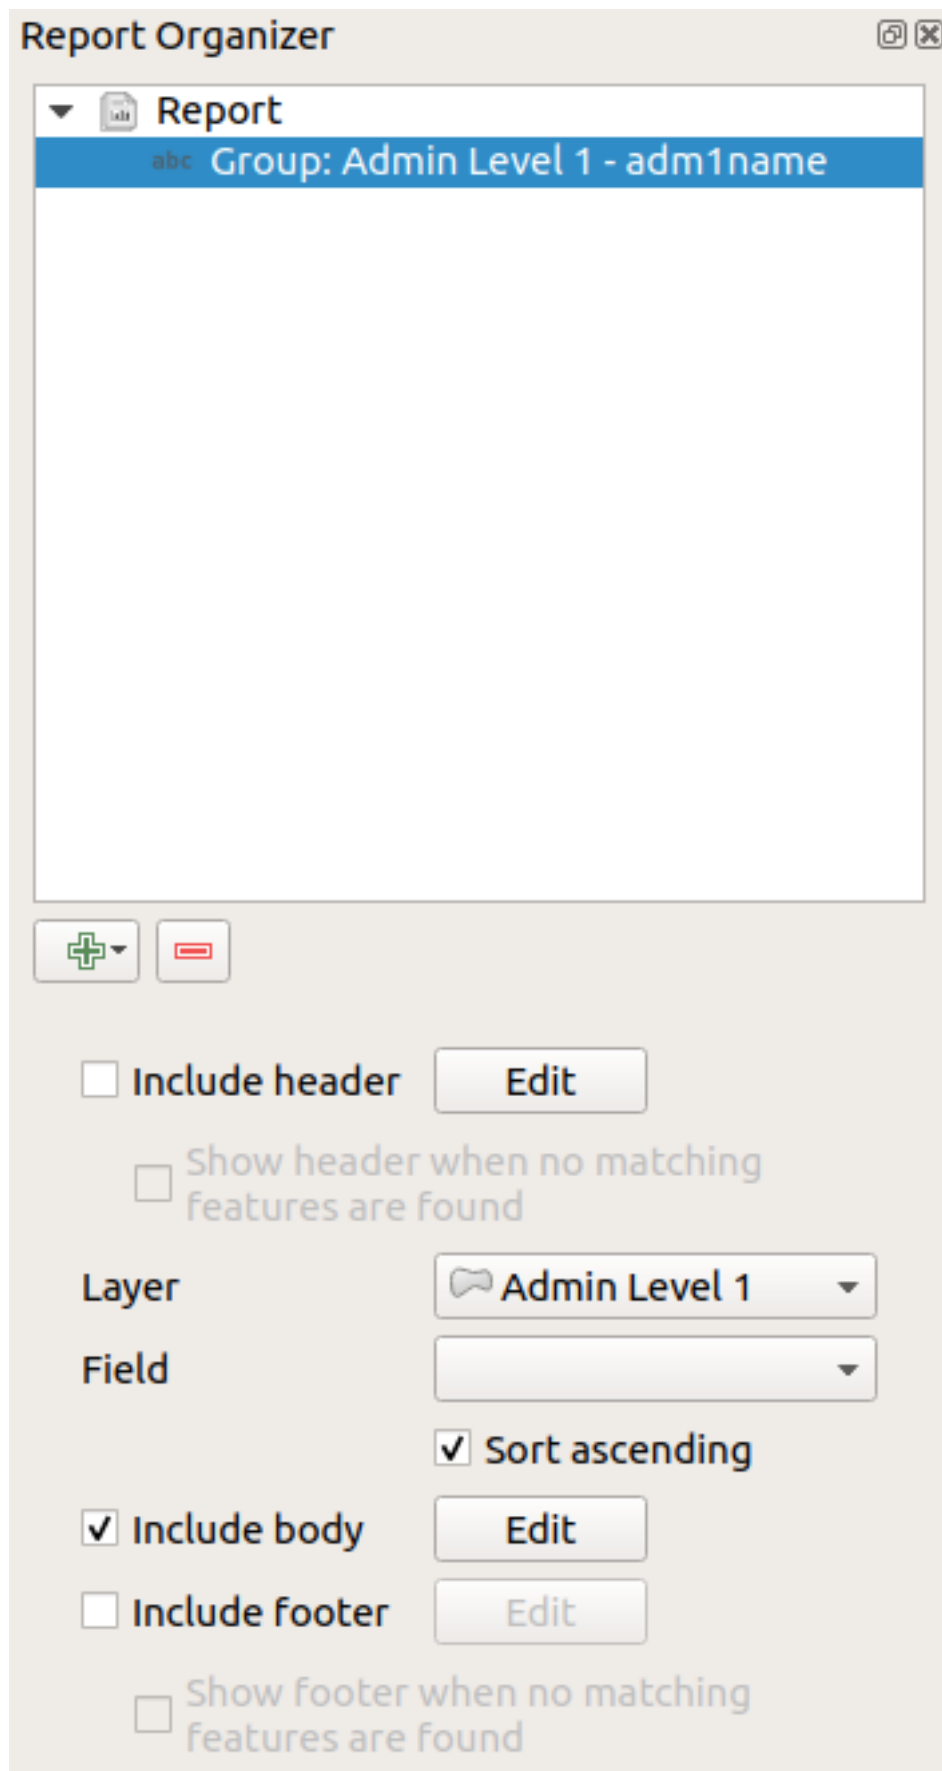 Report Organizer
Report
abc Group: Admin Level 1 - adm1name
Include header Edit
Show header when no matching
features are found
Layer Admin Level 1
Field
Sort ascending
Include body Edit
Include footer Edit
Show footer when no matching
features are found